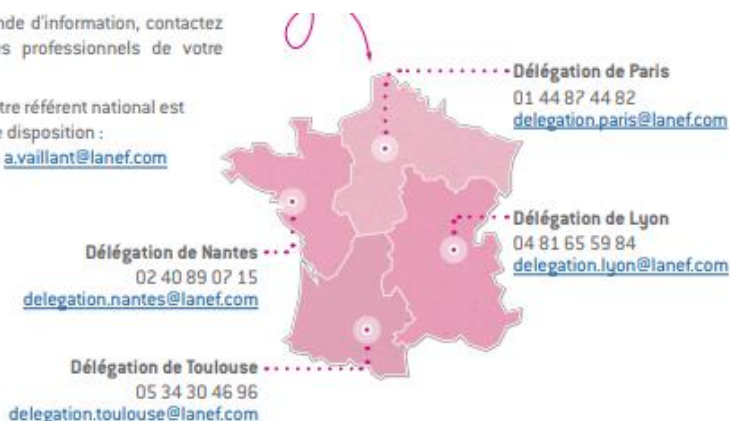 nde d'information, contactez
es professionnels de votre
tre référent national est
e disposition :
a.vaillant@lanef.com
Délégation de Paris
01 44 87 44 82
delegation.paris@lanef.com
Délégation de Lyon
04 81 65 59 84
delegation.lyon@lanef.com
Délégation de Nantes
02 40 89 07 15
delegation.nantes@lanef.com
Délégation de Toulouse
05 34 30 46 96
delegation.toulouse@lanef.com